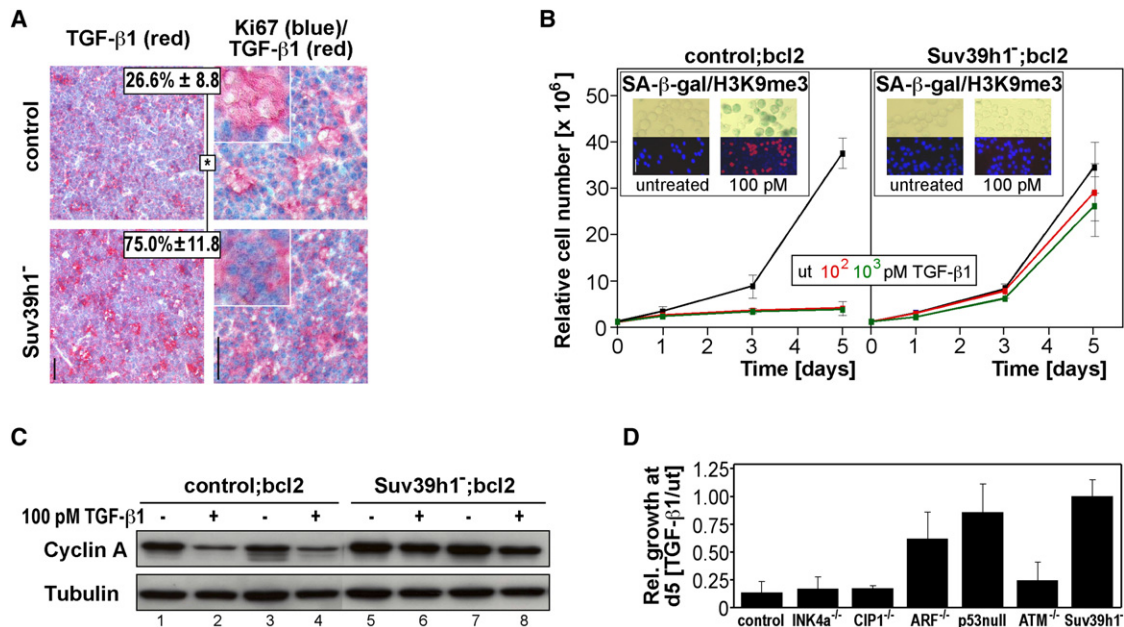 A
TGF-β1 (red)
Ki67 (blue)/
TGF-β1 (red)
control
26.6% ± 8.8
*
Suv39h1⁻
75.0%±11.8
B
control;bcl2
Suv39h1⁻;bcl2
Relative cell number [x 10⁶]
50
40
30
20
10
0
SA-β-gal/H3K9me3
untreated
100 pM
SA-β-gal/H3K9me3
untreated
100 pM
ut 10² 10³ pM TGF-β1
0 1 2 3 4 5
0 1 2 3 4 5
Time [days]
Time [days]
C
control;bcl2
Suv39h1⁻;bcl2
100 pM TGF-β1 - + - + - + - +
Cyclin A
Tubulin
1 2 3 4 5 6 7 8
D
Rel. growth at
d5 [TGF-β1/ut]
1.25
1.00
0.75
0.50
0.25
control INK4a⁻/⁻ CIP1⁻/⁻ ARF⁻/⁻ p53null ATM⁻/⁻ Suv39h1⁻